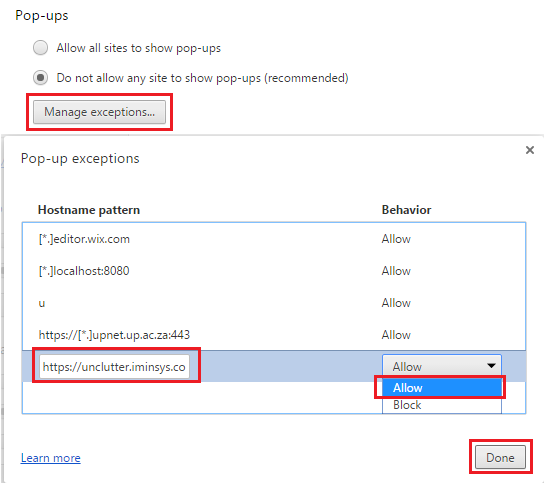 Pop-ups
Allow all sites to show pop-ups
Do not allow any site to show pop-ups (recommended)
Manage exceptions...
Pop-up exceptions
Hostname pattern Behavior
[*.]editor.wix.com Allow
[*.]localhost:8080 Allow
u Allow
https://[*.]upnet.up.ac.za:443 Allow
https://unclutter.iminsys.co Allow
Allow
Block
Learn more Done